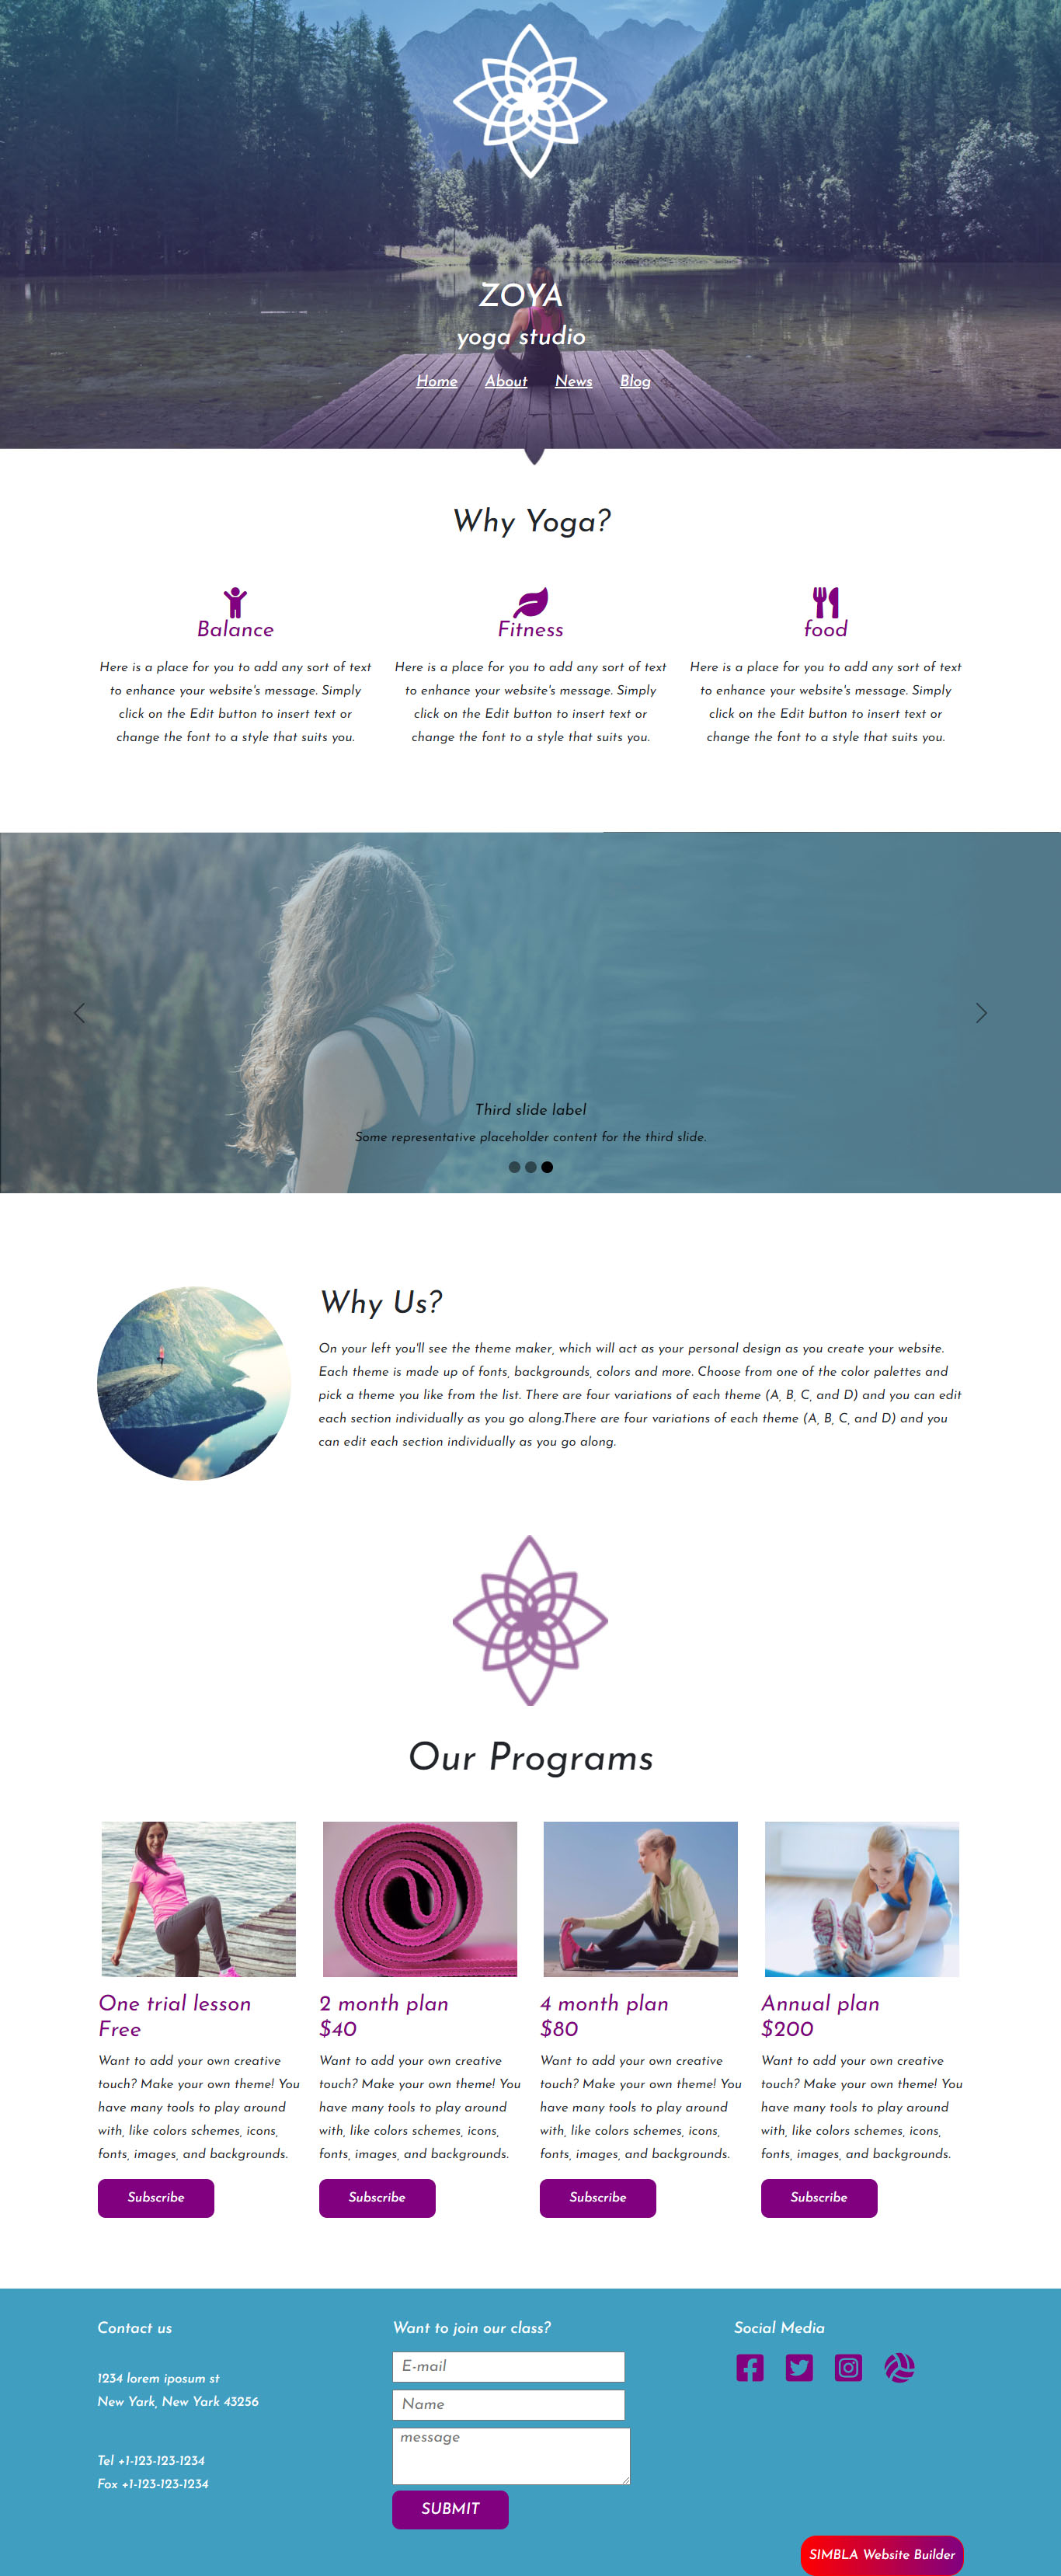 ZOYA
yoga studio
Home About News Blog
Why Yoga?
Balance
Here is a place for you to add any sort of text
to enhance your website's message. Simply
click on the Edit button to insert text or
change the font to a style that suits you.
Fitness
Here is a place for you to add any sort of text
to enhance your website's message. Simply
click on the Edit button to insert text or
change the font to a style that suits you.
food
Here is a place for you to add any sort of text
to enhance your website's message. Simply
click on the Edit button to insert text or
change the font to a style that suits you.
Third slide label
Some representative placeholder content for the third slide.
Why Us?
On your left you'll see the theme maker, which will act as your personal design as you create your website.
Each theme is made up of fonts, backgrounds, colors and more. Choose from one of the color palettes and
pick a theme you like from the list. There are four variations of each theme (A, B, C, and D) and you can edit
each section individually as you go along.There are four variations of each theme (A, B, C, and D) and you
can edit each section individually as you go along.
Our Programs
One trial lesson
Free
Want to add your own creative
touch? Make your own theme! You
have many tools to play around
with, like colors schemes, icons,
fonts, images, and backgrounds.
Subscribe
2 month plan
$40
Want to add your own creative
touch? Make your own theme! You
have many tools to play around
with, like colors schemes, icons,
fonts, images, and backgrounds.
Subscribe
4 month plan
$80
Want to add your own creative
touch? Make your own theme! You
have many tools to play around
with, like colors schemes, icons,
fonts, images, and backgrounds.
Subscribe
Annual plan
$200
Want to add your own creative
touch? Make your own theme! You
have many tools to play around
with, like colors schemes, icons,
fonts, images, and backgrounds.
Subscribe
Contact us
1234 lorem iposum st
New Yark, New Yark 43256
Tel +1-123-123-1234
Fox +1-123-123-1234
Want to join our class?
E-mail
Name
message
SUBMIT
Social Media
SIMBLA Website Builder